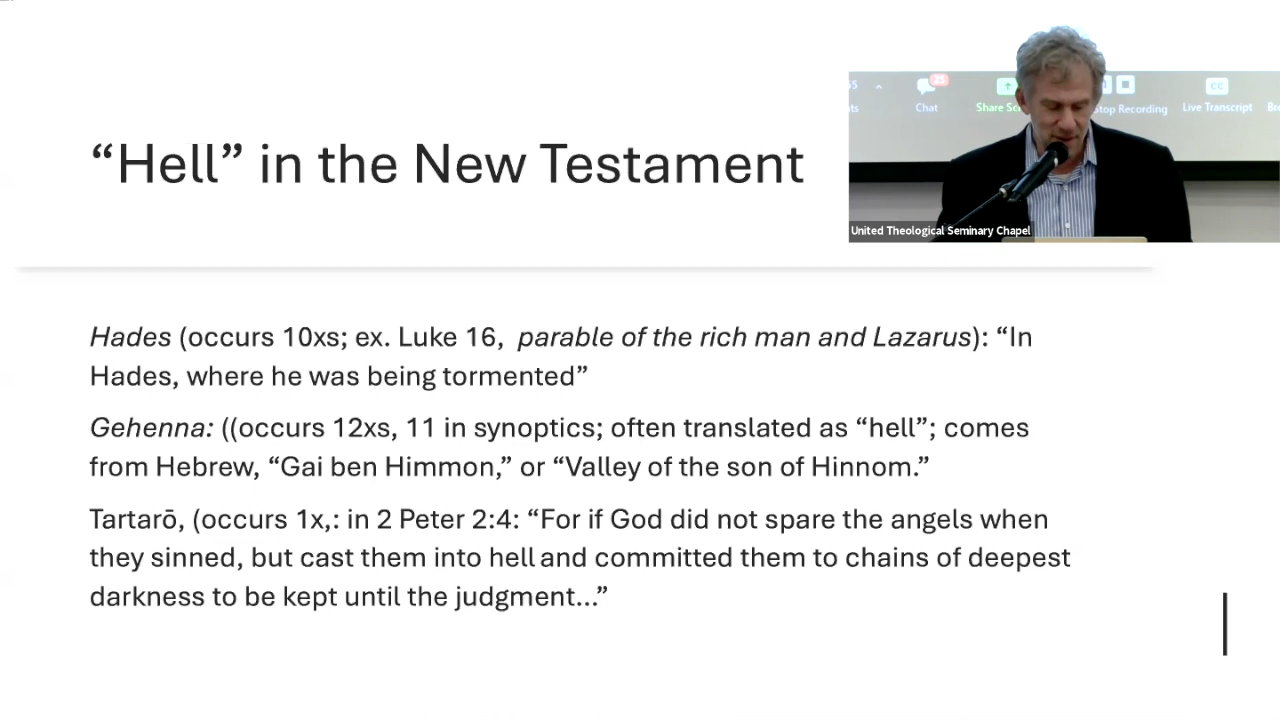 “Hell” in the New Testament
Chat
25
Share
Stop Recording
CC
Live Transcript
United Theological Seminary Chapel
Hades (occurs 10xs; ex. Luke 16, parable of the rich man and Lazarus): “In
Hades, where he was being tormented”
Gehenna: ((occurs 12xs, 11 in synoptics; often translated as “hell”; comes
from Hebrew, “Gai ben Himmon,” or “Valley of the son of Hinnom.”
Tartarō, (occurs 1x,: in 2 Peter 2:4: “For if God did not spare the angels when
they sinned, but cast them into hell and committed them to chains of deepest
darkness to be kept until the judgment...”